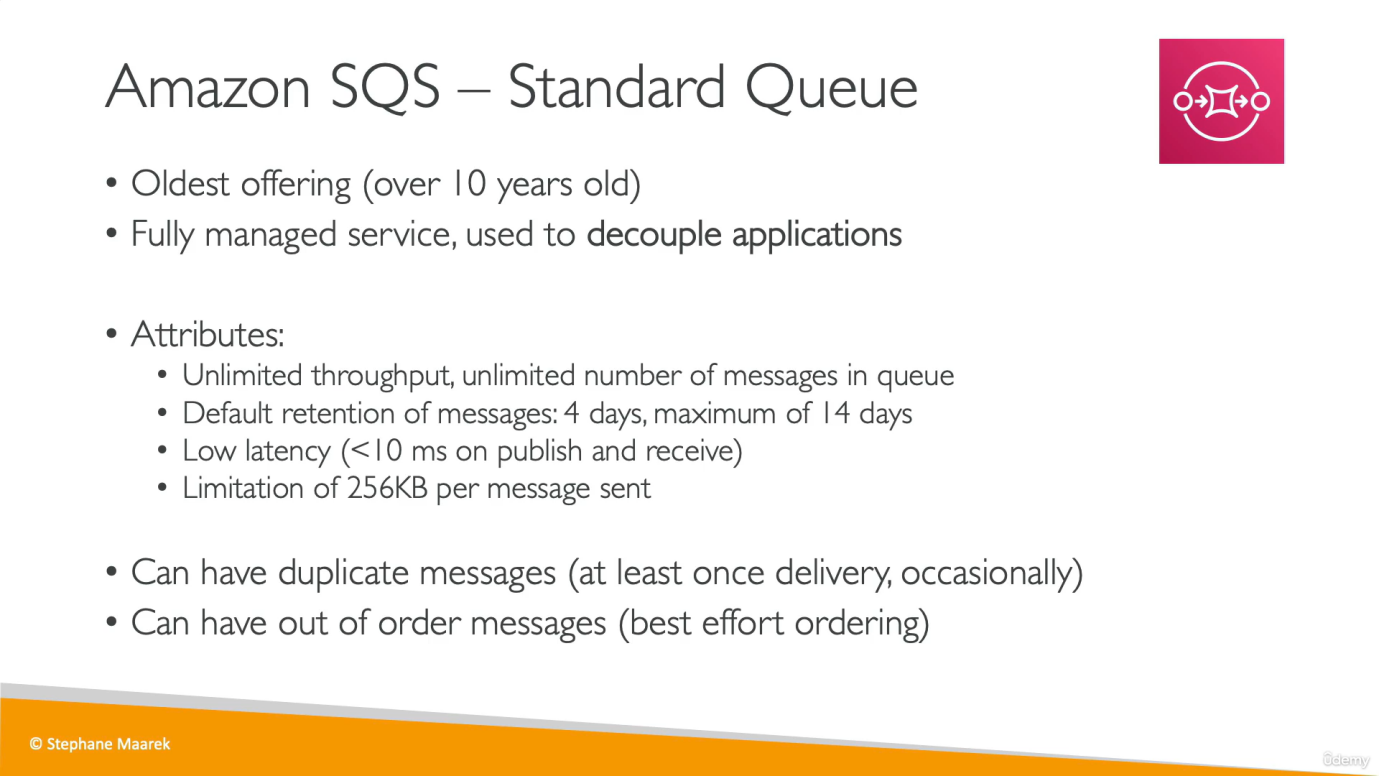 Amazon SQS – Standard Queue
• Oldest offering (over 10 years old)
• Fully managed service, used to decouple applications
• Attributes:
• Unlimited throughput, unlimited number of messages in queue
• Default retention of messages: 4 days, maximum of 14 days
• Low latency (<10 ms on publish and receive)
• Limitation of 256KB per message sent
• Can have duplicate messages (at least once delivery, occasionally)
• Can have out of order messages (best effort ordering)
© Stephane Maarek